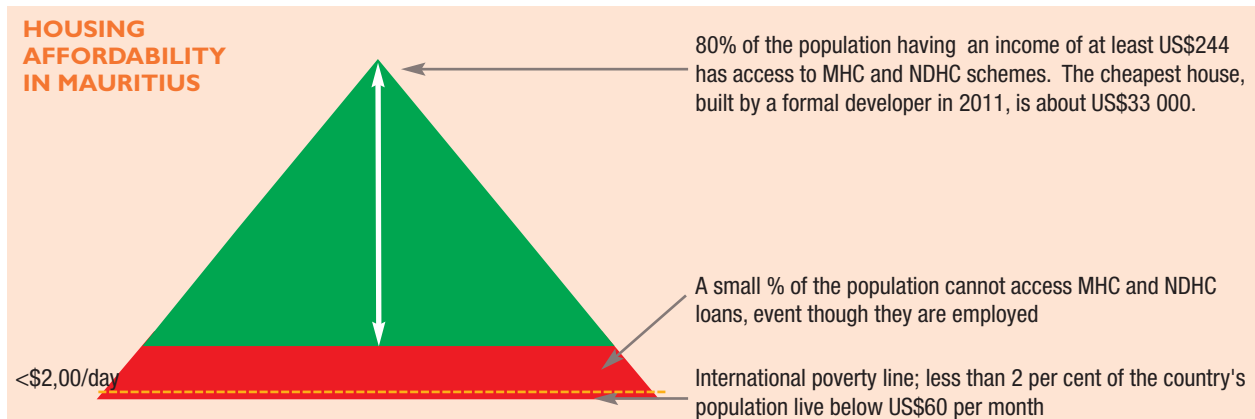 HOUSING
AFFORDABILITY
IN MAURITIUS
80% of the population having an income of at least US$244
has access to MHC and NDHC schemes. The cheapest house,
built by a formal developer in 2011, is about US$33 000.
A small % of the population cannot access MHC and NDHC
loans, event though they are employed
<$2,00/day
International poverty line; less than 2 per cent of the country's
population live below US$60 per month